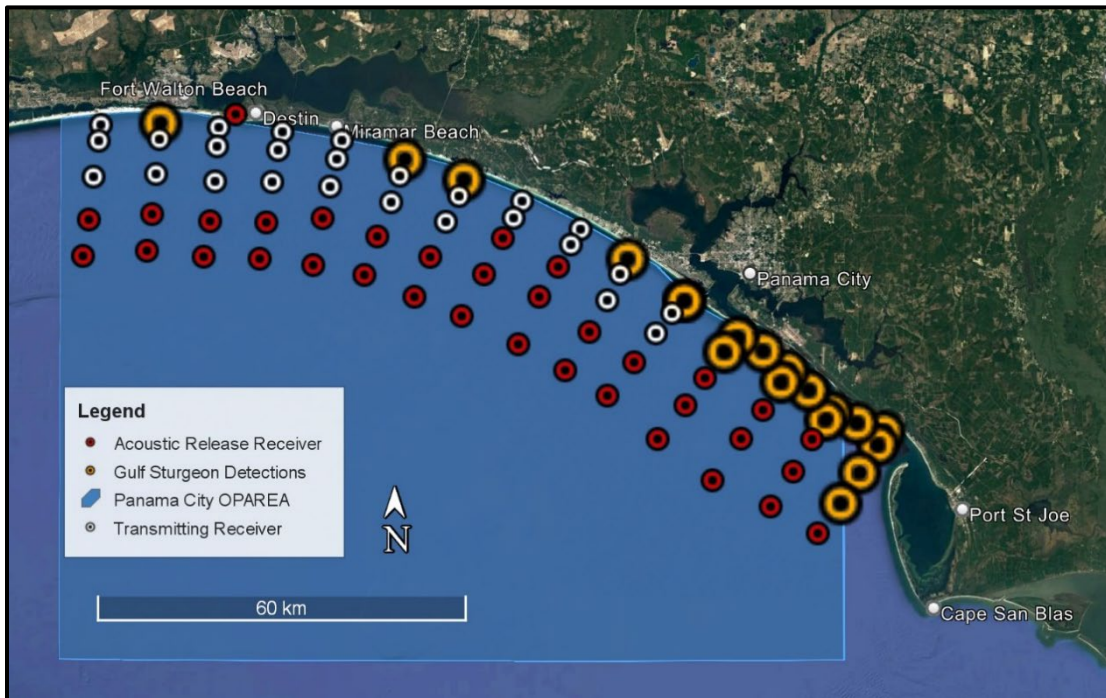 Fort Walton Beach
Destin
Miramar Beach
Panama City
Legend
Acoustic Release Receiver
Gulf Sturgeon Detections
Panama City OPAREA
Transmitting Receiver
N
60 km
Port St Joe
Cape San Blas